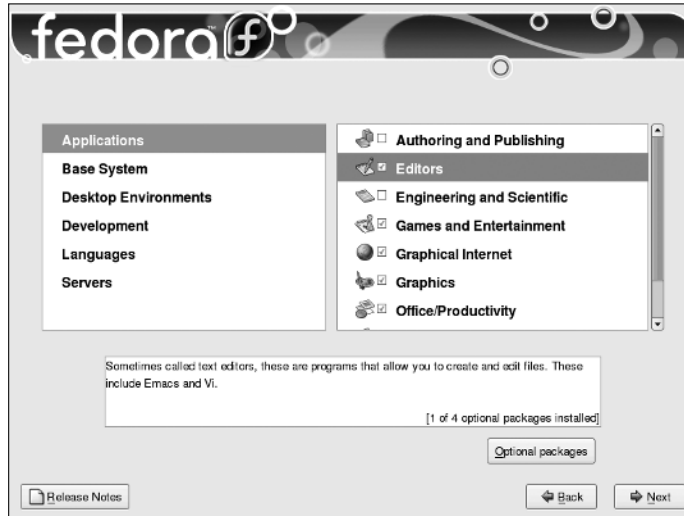 fedora™
Applications
Base System
Desktop Environments
Development
Languages
Servers
Authoring and Publishing
Editors
Engineering and Scientific
Games and Entertainment
Graphical Internet
Graphics
Office/Productivity
Sometimes called text editors, these are programs that allow you to create and edit files. These
include Emacs and Vi.
[1 of 4 optional packages installed]
Optional packages
Release Notes
Back
Next